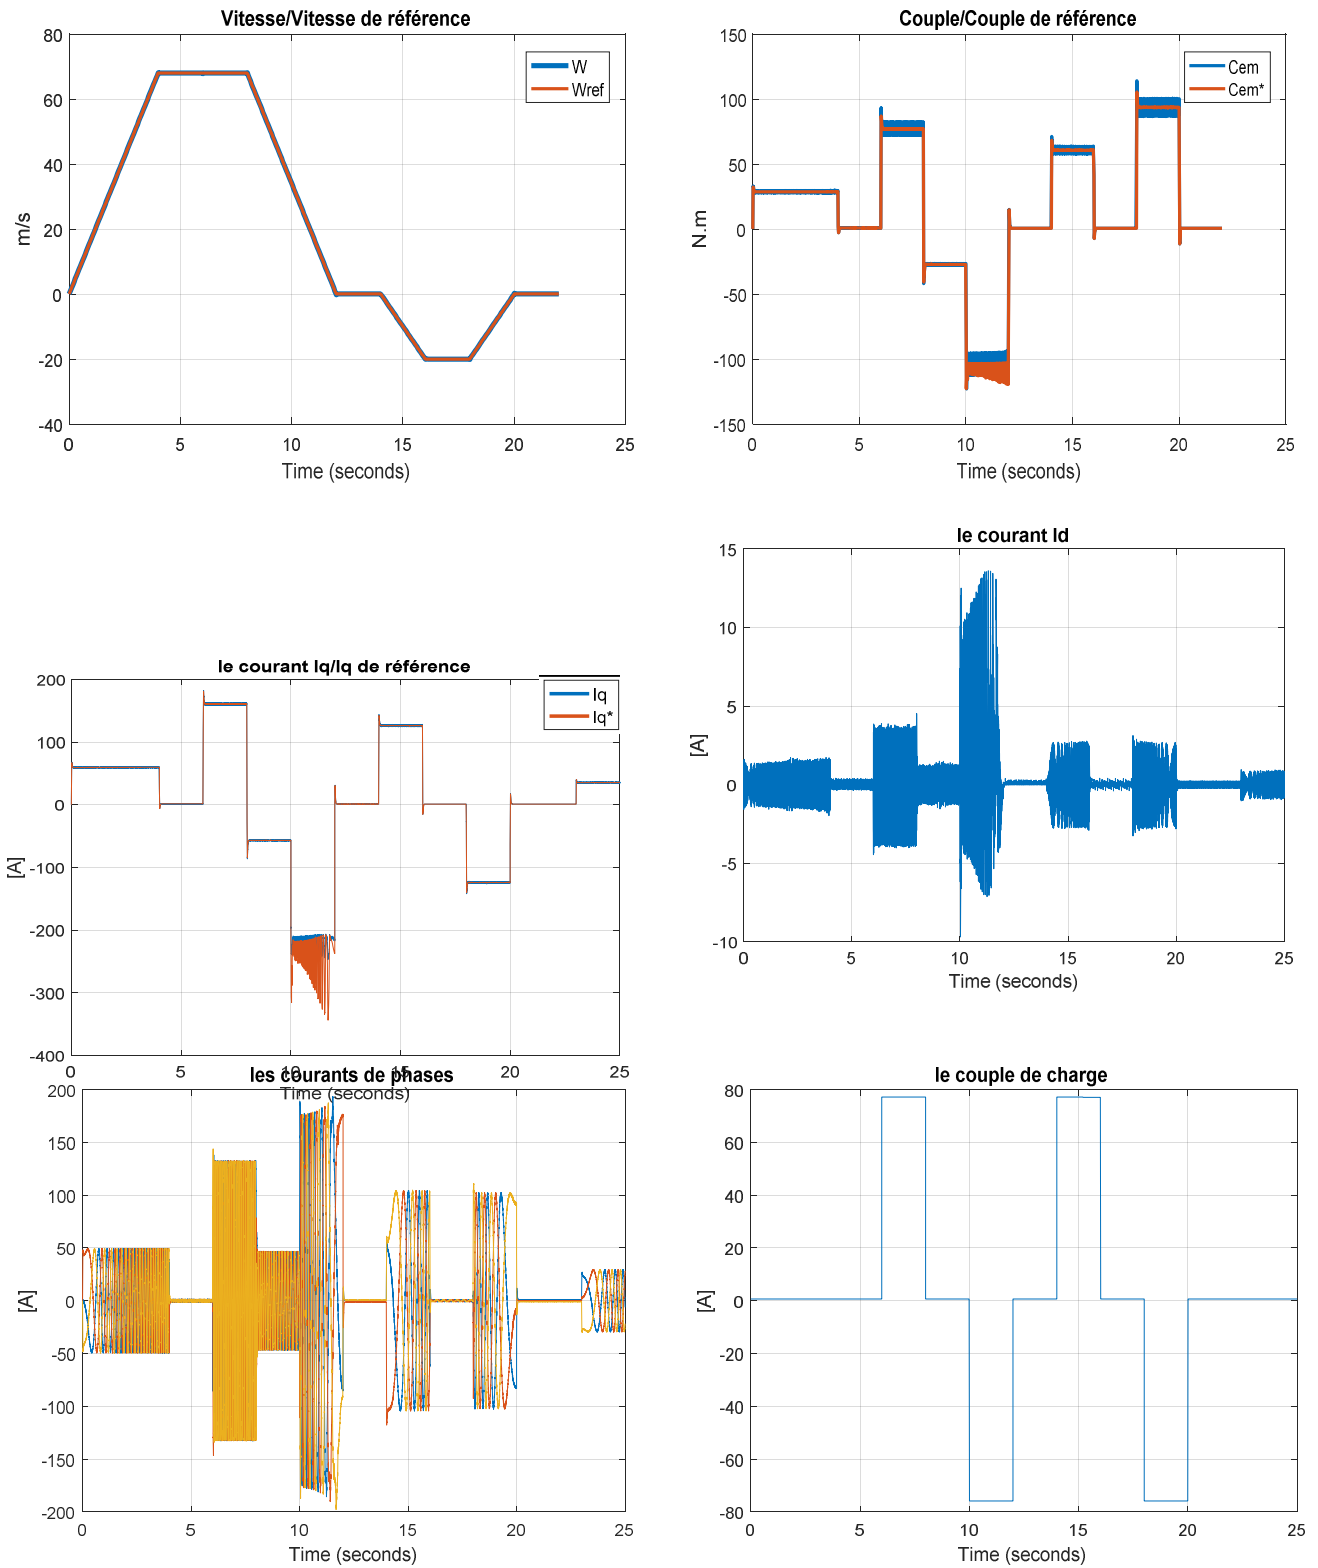 Vitesse/Vitesse de référence
80
60
40
20
0
-20
-40
m/s
W
Wref
0 5 10 15 20 25
Time (seconds)
Couple/Couple de référence
150
100
50
0
-50
-100
-150
N.m
Cem
Cem*
0 5 10 15 20 25
Time (seconds)
le courant Iq/Iq de référence
200
100
0
-100
-200
-300
-400
[A]
Iq
Iq*
0 5 10 15 20 25
Time (seconds)
le courant Id
15
10
5
0
-5
-10
[A]
0 5 10 15 20 25
Time (seconds)
les courants de phases
200
150
100
50
0
-50
-100
-150
-200
[A]
0 5 10 15 20 25
Time (seconds)
le couple de charge
80
60
40
20
0
-20
-40
-60
-80
[A]
0 5 10 15 20 25
Time (seconds)